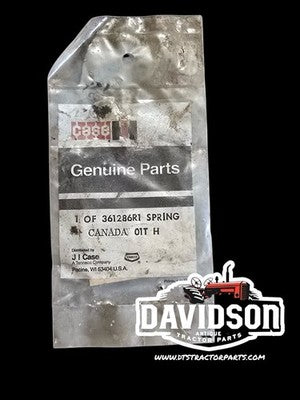 case IH
Genuine Parts
1 OF 361286R1 SPRING
CANADA 01T H
Distributed by
J I Case
A Tenneco Company
Racine, WI 53404 U.S.A.
DAVIDSON
ANTIQUE
TRACTOR PARTS
WWW.DTSTRACTORPARTS.COM